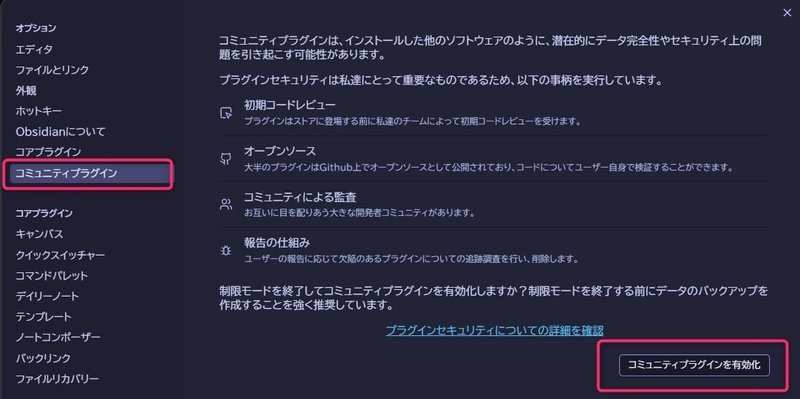 オプション
エディタ
ファイルとリンク
外観
ホットキー
Obsidianについて
コアプラグイン
コミュニティプラグイン
コアプラグイン
キャンバス
クイックスイッチャー
コマンドパレット
デイリーノート
テンプレート
ノートコンポーザー
バックリンク
ファイルリカバリー
コミュニティプラグインは、インストールした他のソフトウェアのように、潜在的にデータ完全性やセキュリティ上の問
題を引き起こす可能性があります。
プラグインセキュリティは私達にとって重要なものであるため、以下の事柄を実行しています。
初期コードレビュー
プラグインはストアに登場する前に私達のチームによって初期コードレビューを受けます。
オープンソース
大半のプラグインはGithub上でオープンソースとして公開されており、コードについてユーザー自身で検証することができます。
コミュニティによる監査
お互いに目を配りあう大きな開発者コミュニティがあります。
報告の仕組み
ユーザーの報告に応じて欠陥のあるプラグインについての追跡調査を行い、削除します。
制限モードを終了してコミュニティプラグインを有効化しますか？制限モードを終了する前にデータのバックアップを
作成することを強く推奨しています。
プラグインセキュリティについての詳細を確認
コミュニティプラグインを有効化